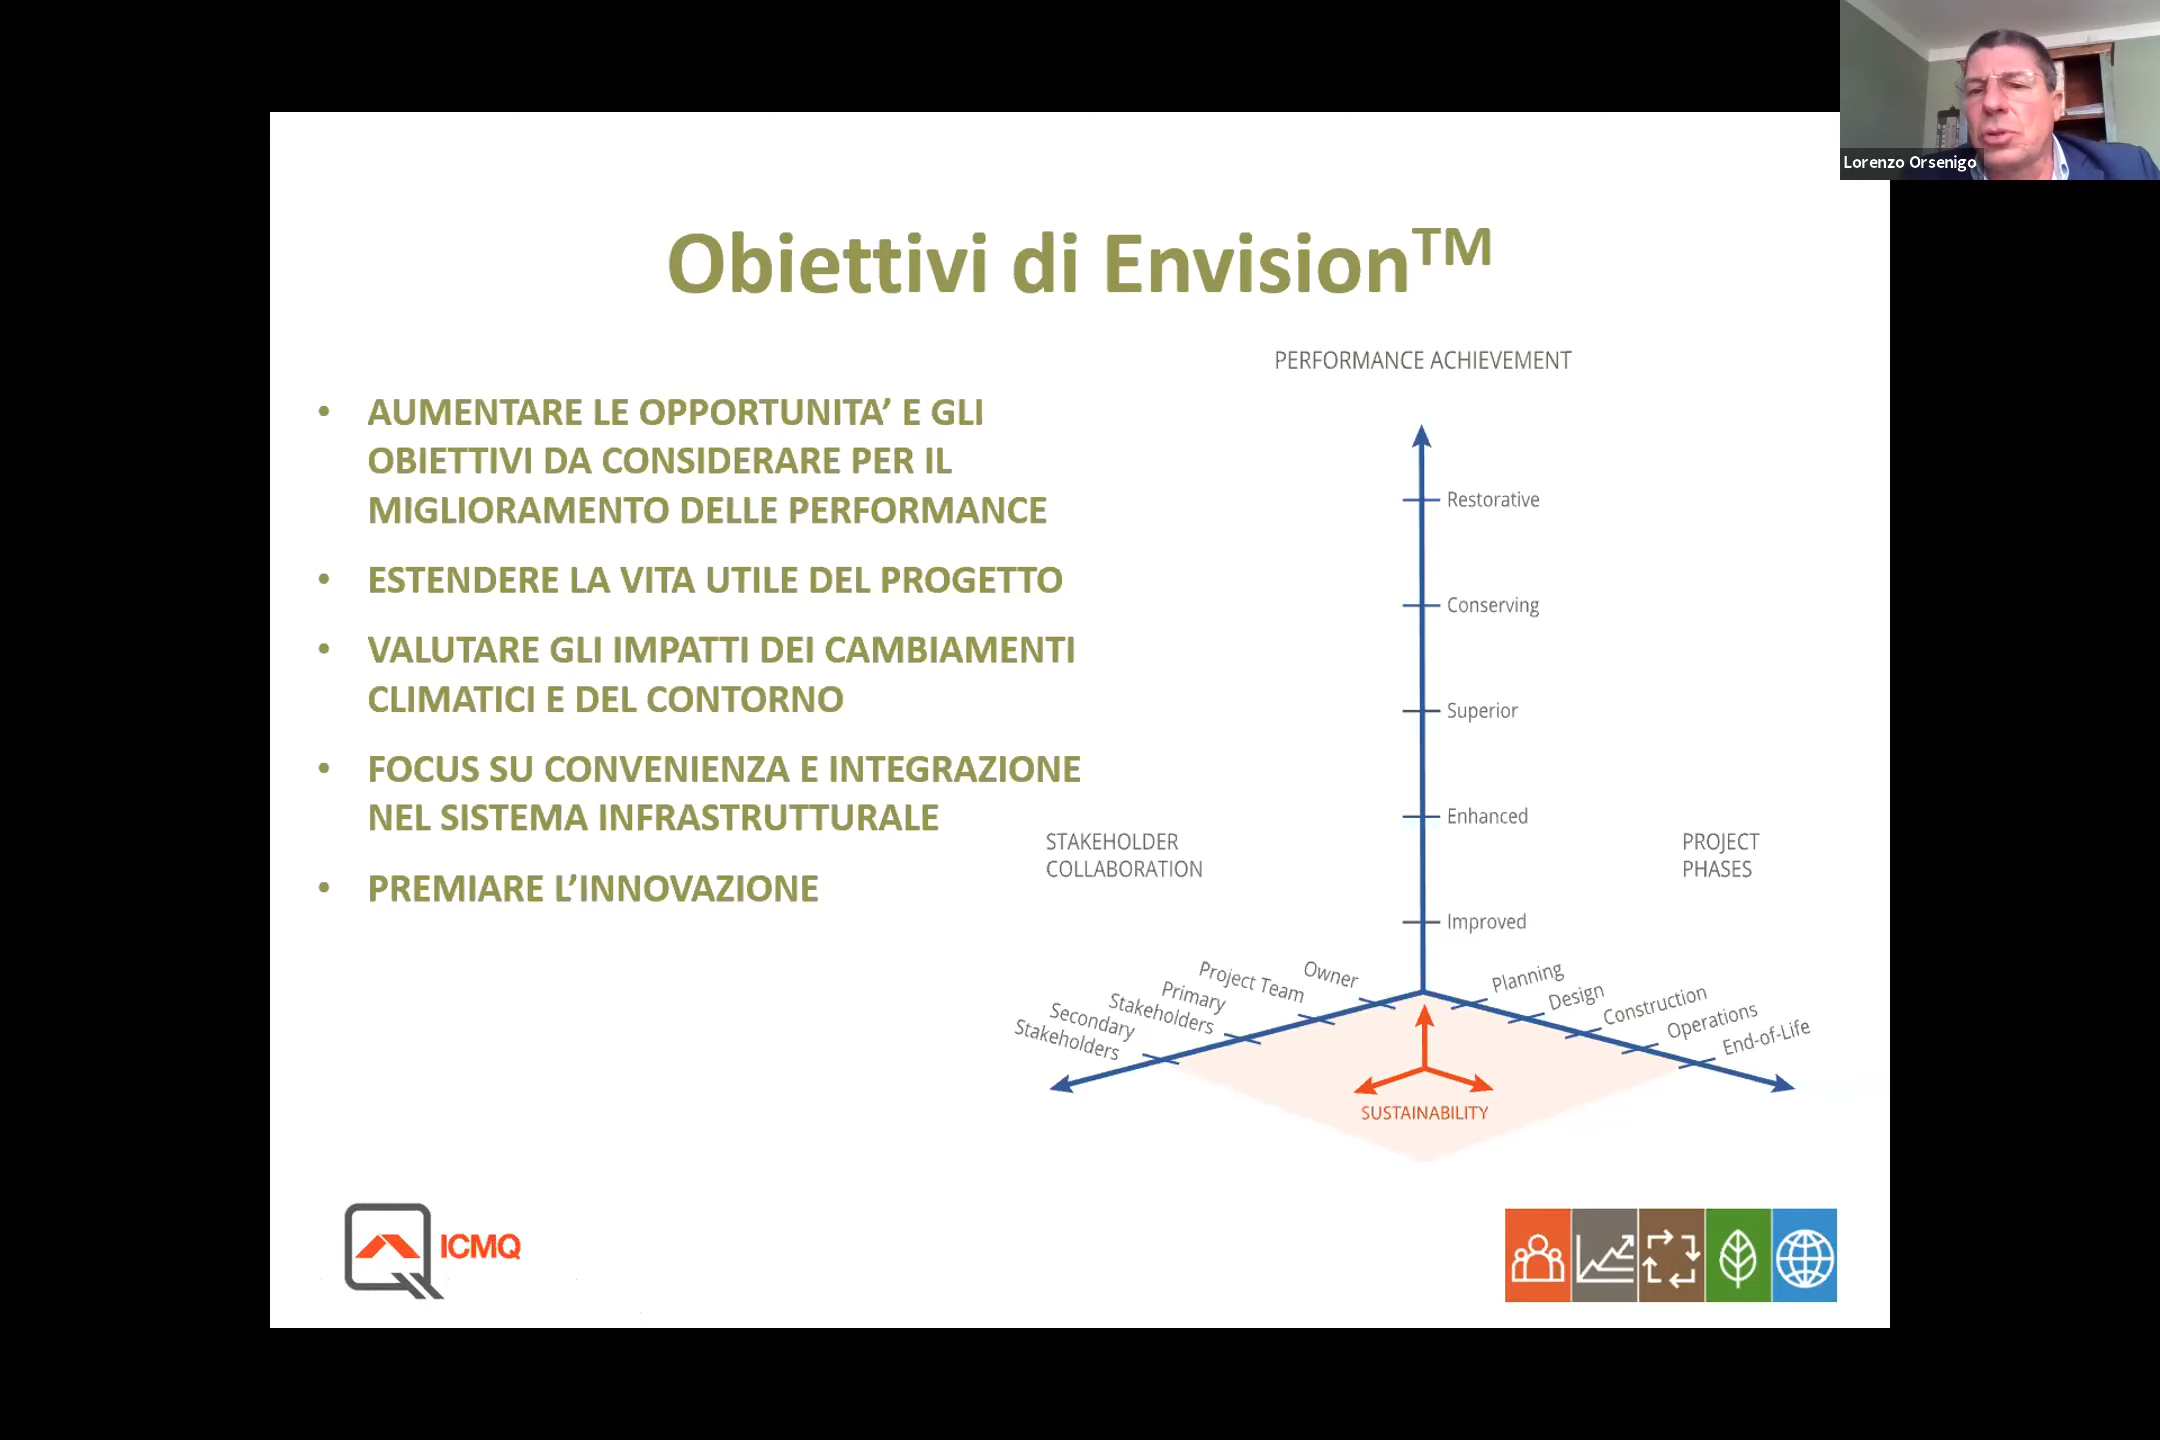 Lorenzo Orsenigo
Obiettivi di Envision™
• AUMENTARE LE OPPORTUNITA’ E GLI
OBIETTIVI DA CONSIDERARE PER IL
MIGLIORAMENTO DELLE PERFORMANCE
• ESTENDERE LA VITA UTILE DEL PROGETTO
• VALUTARE GLI IMPATTI DEI CAMBIAMENTI
CLIMATICI E DEL CONTORNO
• FOCUS SU CONVENIENZA E INTEGRAZIONE
NEL SISTEMA INFRASTRUTTURALE
• PREMIARE L’INNOVAZIONE
PERFORMANCE ACHIEVEMENT
Restorative
Conserving
Superior
Enhanced
Improved
STAKEHOLDER
COLLABORATION
Owner
Project Team
Primary
Stakeholders
Secondary
Stakeholders
PROJECT
PHASES
Planning
Design
Construction
Operations
End-of-Life
SUSTAINABILITY
ICMQ